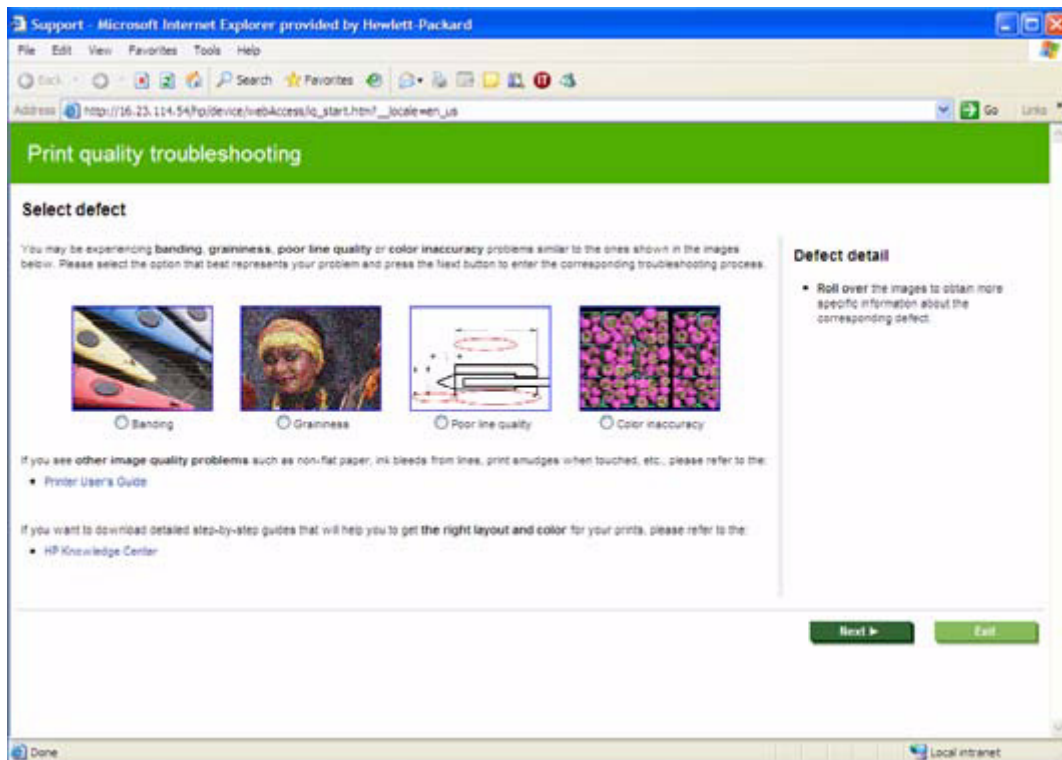 Support - Microsoft Internet Explorer provided by Hewlett-Packard
File Edit View Favorites Tools Help
Back Search Favorites
Address http://16.23.114.54/hp/device/webAccess/iq_start.htm?__locale=en_us Go Links
Print quality troubleshooting
Select defect
You may be experiencing banding, graininess, poor line quality or color inaccuracy problems similar to the ones shown in the images
below. Please select the option that best represents your problem and press the Next button to enter the corresponding troubleshooting process.
Banding Graininess Poor line quality Color inaccuracy
If you see other image quality problems such as non-flat paper, ink bleeds from lines, print smudges when touched, etc., please refer to the:
• Printer User's Guide
If you want to download detailed step-by-step guides that will help you to get the right layout and color for your prints, please refer to the:
• HP Knowledge Center
Defect detail
• Roll over the images to obtain more
specific information about the
corresponding defect.
Next Exit
Done Local intranet